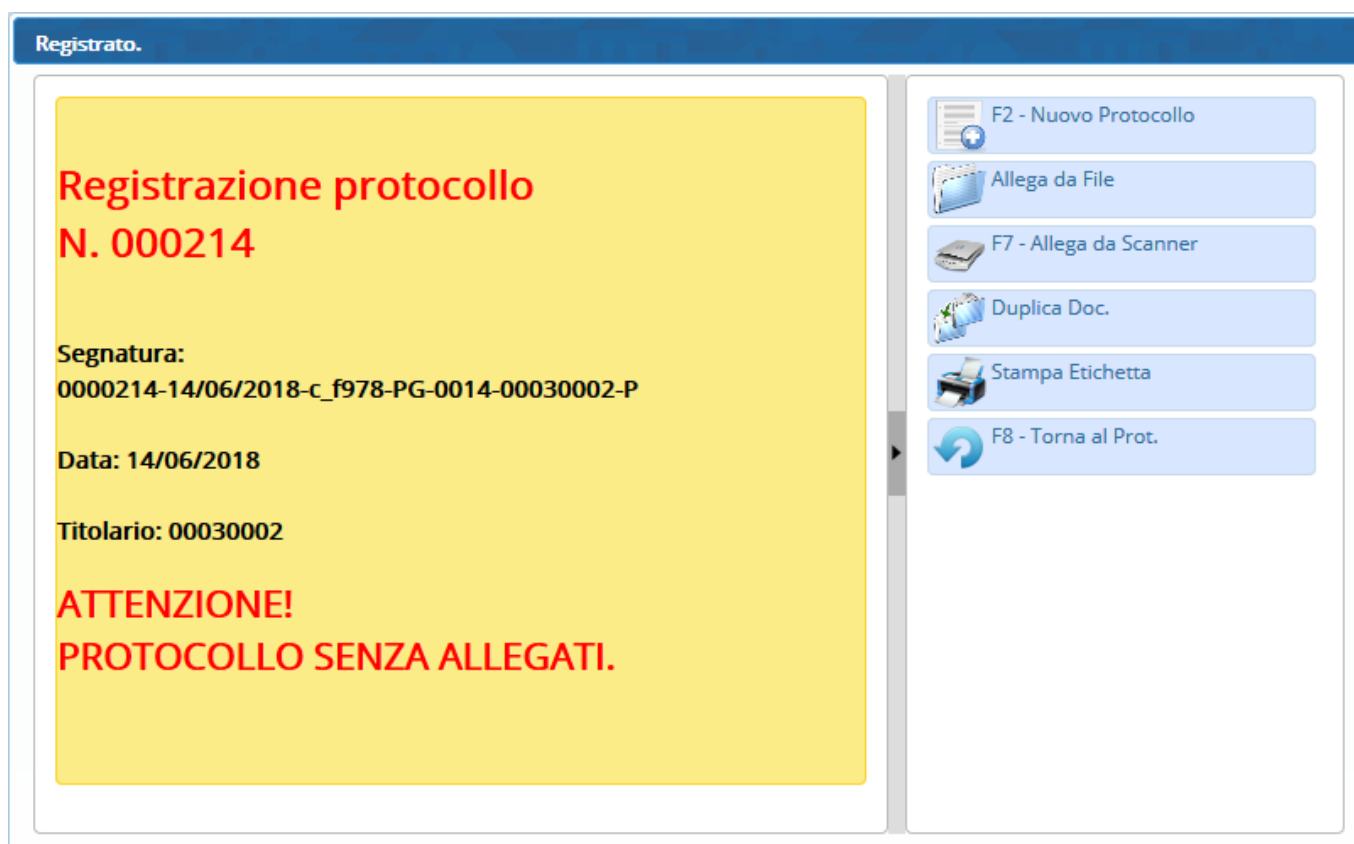 Registrato.
Registrazione protocollo
N. 000214
Segnatura:
0000214-14/06/2018-c_f978-PG-0014-00030002-P
Data: 14/06/2018
Titolario: 00030002
ATTENZIONE!
PROTOCOLLO SENZA ALLEGATI.
F2 - Nuovo Protocollo
Allega da File
F7 - Allega da Scanner
Duplica Doc.
Stampa Etichetta
F8 - Torna al Prot.